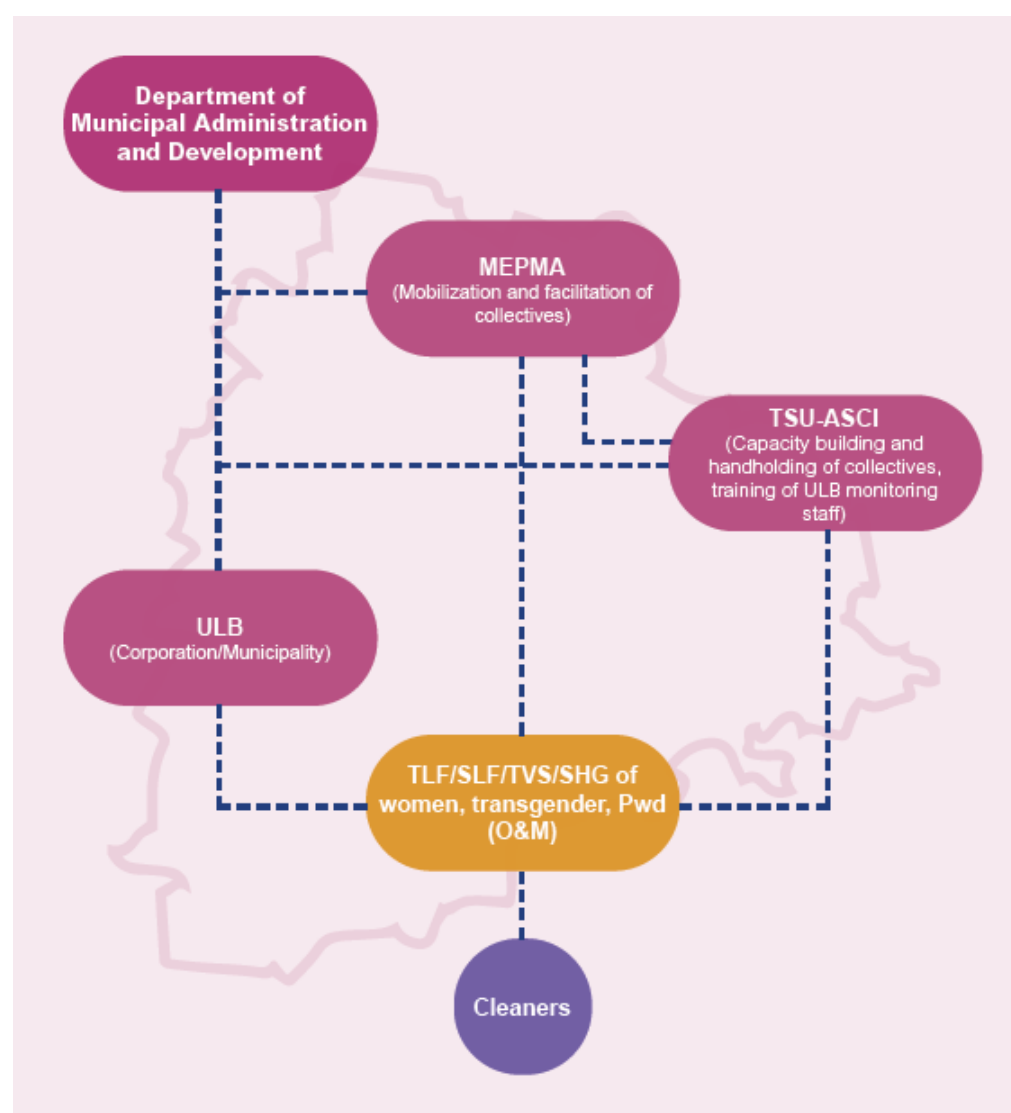 Department of
Municipal Administration
and Development
MEPMA
(Mobilization and facilitation of
collectives)
TSU-ASCI
(Capacity building and
handholding of collectives,
training of ULB monitoring
staff)
ULB
(Corporation/Municipality)
TLF/SLF/TVS/SHG of
women, transgender, Pwd
(O&M)
Cleaners